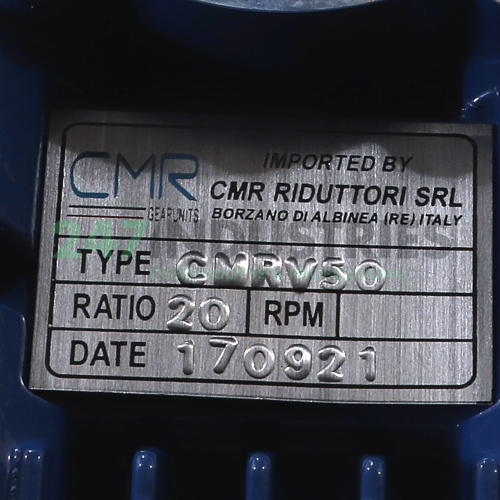 CMR
GEARUNITS
IMPORTED BY
CMR RIDUTTORI SRL
BORZANO DI ALBINEA (RE) ITALY
TYPE CMRV50
RATIO 20 RPM
DATE 170921
247